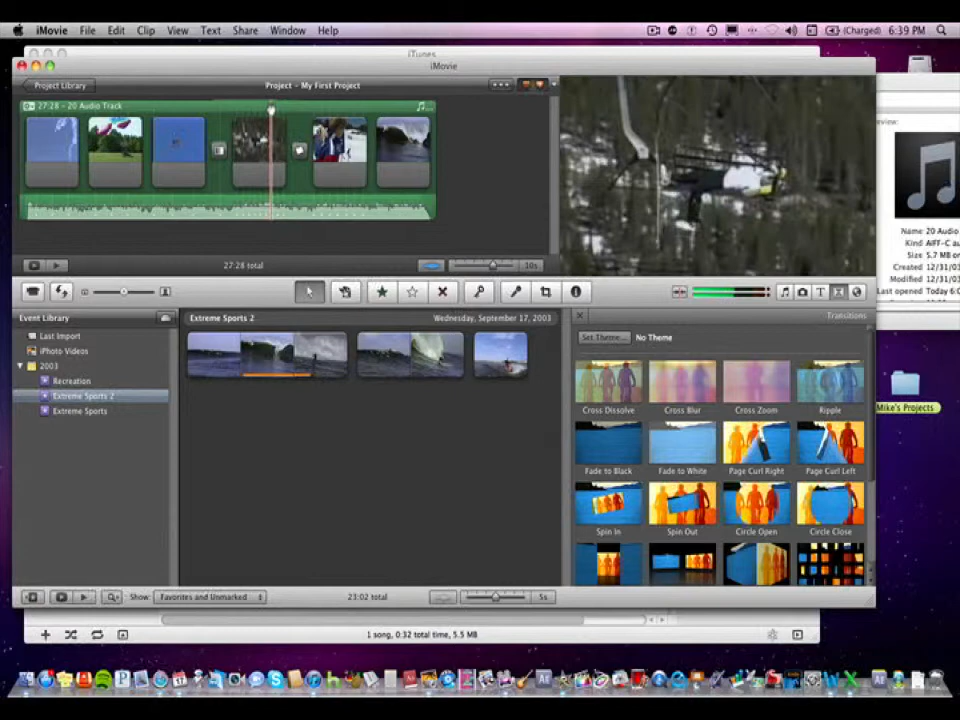 iMovie File Edit Clip View Text Share Window Help (Charged) 6:39 PM
iTunes
iMovie
Project Library Project - My First Project
27:28 - 20 Audio Track
27:28 total 10s
Event Library
Last Import
iPhoto Videos
2003
Recreation
Extreme Sports 2
Extreme Sports
Extreme Sports 2 Wednesday, September 17, 2003
Transitions
Set Theme... No Theme
Cross Dissolve Cross Blur Cross Zoom Ripple
Fade to Black Fade to White Page Curl Right Page Curl Left
Spin In Spin Out Circle Open Circle Close
Show: Favorites and Unmarked 23:02 total 5s
1 song, 0:32 total time, 5.5 MB
eview:
Name 20 Audio
Kind AIFF-C au
Size 5.7 MB o
Created 12/31/03
Last opened Today 6:
Mike's Projects